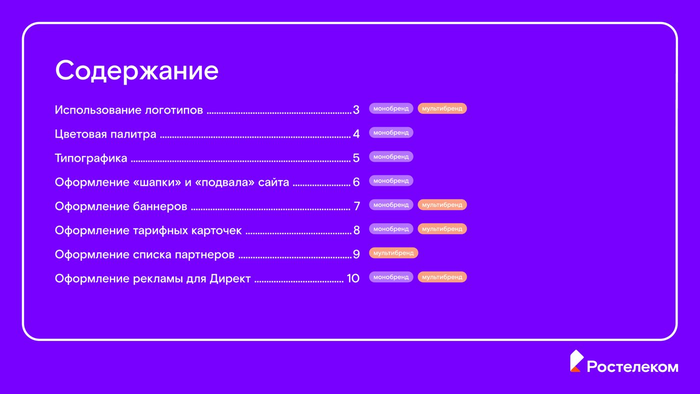 Содержание
Использование логотипов ........................................................ 3 монобренд мультибренд
Цветовая палитра ........................................................................ 4 монобренд
Типографика ................................................................................... 5 монобренд
Оформление «шапки» и «подвала» сайта ...................... 6 монобренд
Оформление баннеров ............................................................. 7 монобренд мультибренд
Оформление тарифных карточек ......................................... 8 монобренд мультибренд
Оформление списка партнеров ............................................ 9 мультибренд
Оформление рекламы для Директ .................................. 10 монобренд мультибренд
Ростелеком